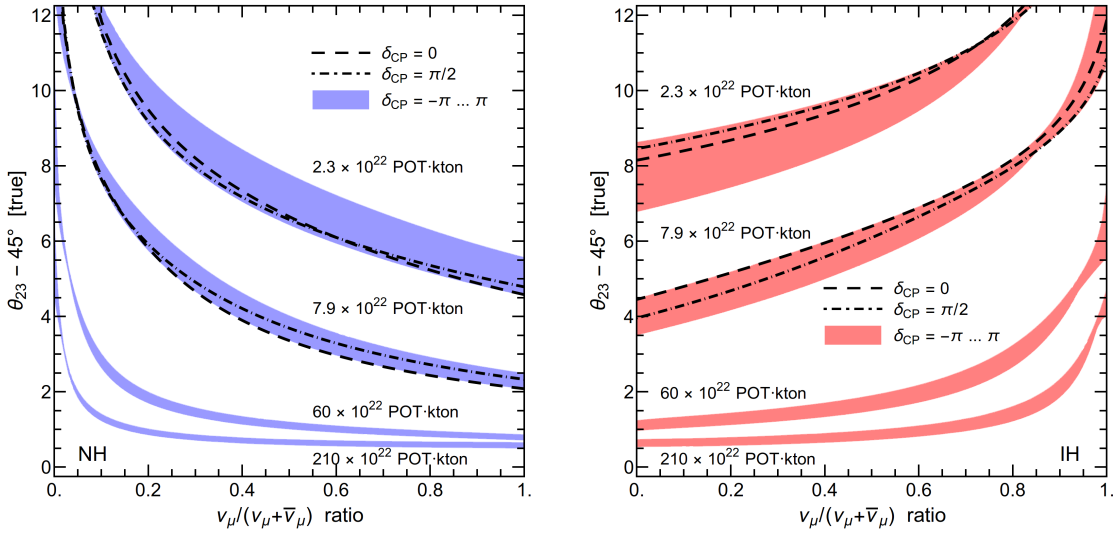 12
10
8
6
4
2
0
θ₂₃ − 45° [true]
δCP = 0
δCP = π/2
δCP = −π ... π
2.3 × 10²² POT·kton
7.9 × 10²² POT·kton
60 × 10²² POT·kton
210 × 10²² POT·kton
NH
0. 0.2 0.4 0.6 0.8 1.
νμ/(νμ+ν̄μ) ratio
12
10
8
6
4
2
0
θ₂₃ − 45° [true]
2.3 × 10²² POT·kton
7.9 × 10²² POT·kton
δCP = 0
δCP = π/2
δCP = −π ... π
60 × 10²² POT·kton
210 × 10²² POT·kton
IH
0. 0.2 0.4 0.6 0.8 1.
νμ/(νμ+ν̄μ) ratio